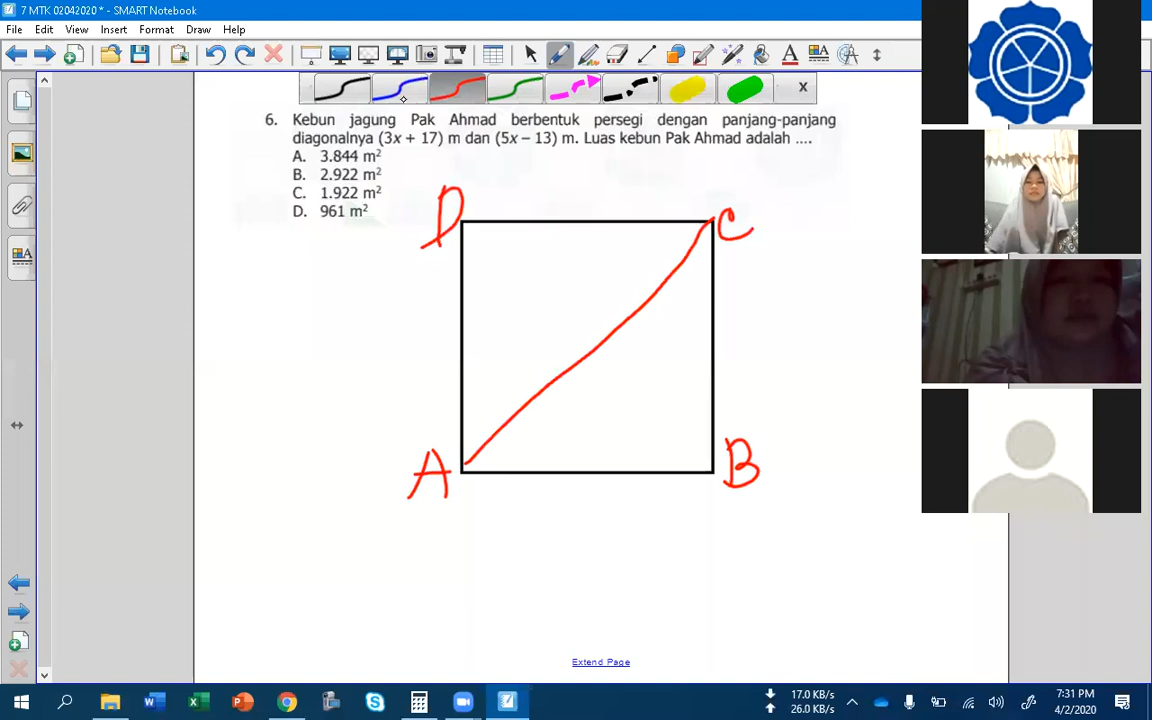 7 MTK 02042020 * - SMART Notebook
File Edit View Insert Format Draw Help
x
6. Kebun jagung Pak Ahmad berbentuk persegi dengan panjang-panjang
diagonalnya (3x + 17) m dan (5x – 13) m. Luas kebun Pak Ahmad adalah ....
A. 3.844 m²
B. 2.922 m²
C. 1.922 m²
D. 961 m²
D
C
A
B
Extend Page
17.0 KB/s
26.0 KB/s
7:31 PM
4/2/2020